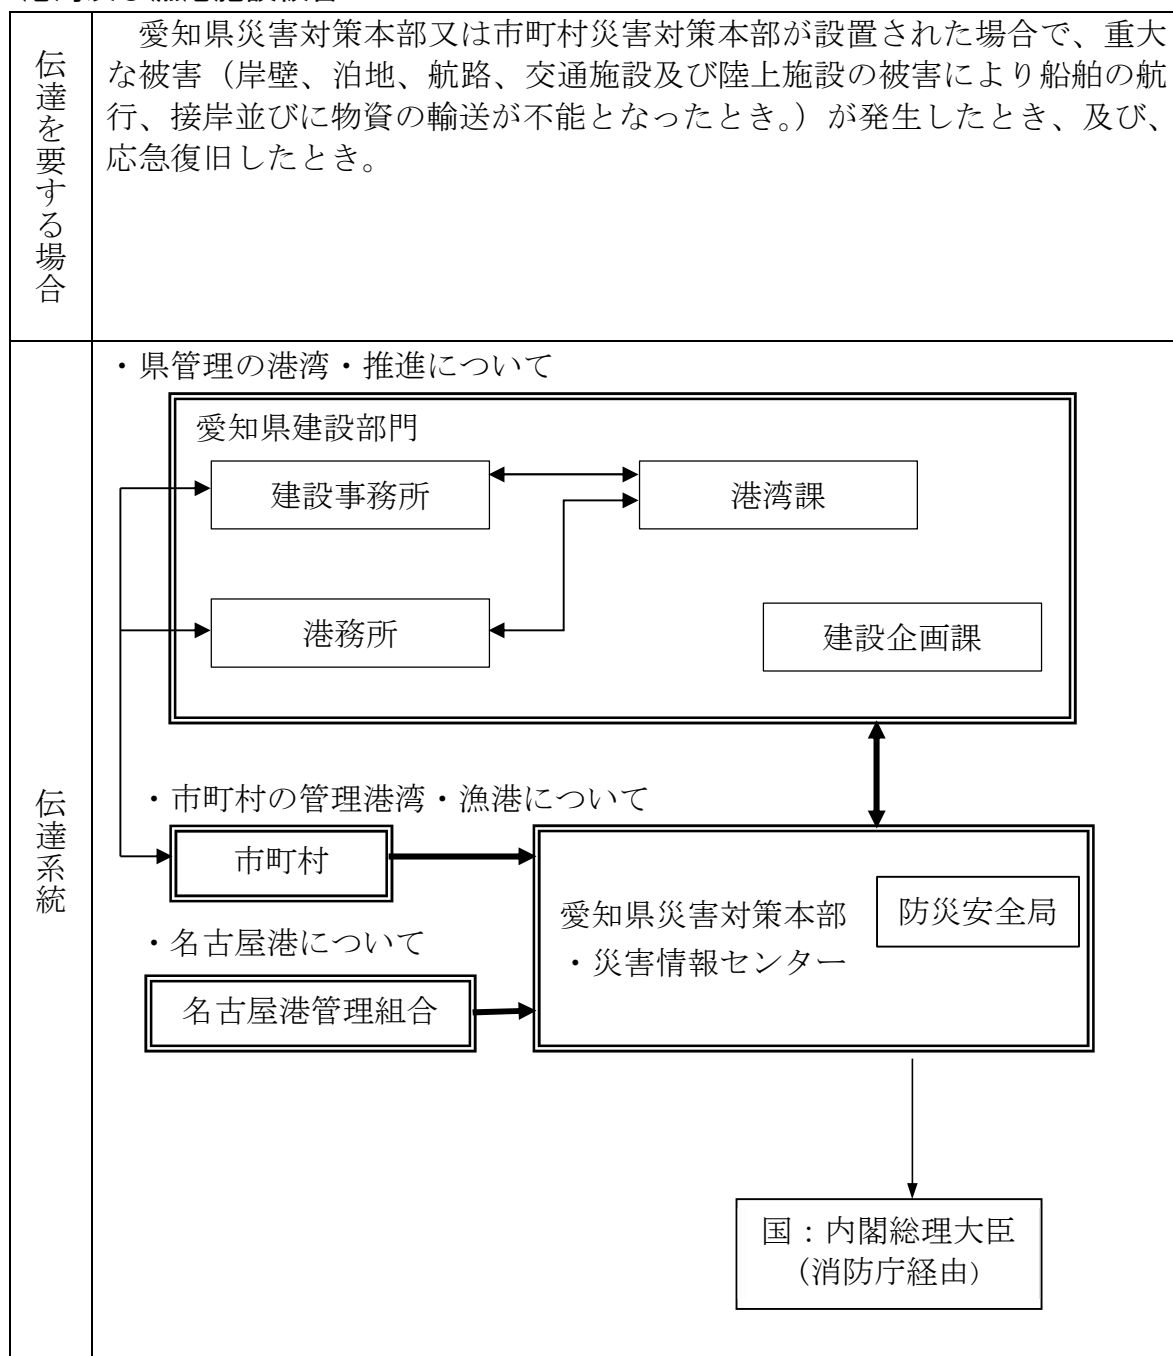 伝達を要する場合
愛知県災害対策本部又は市町村災害対策本部が設置された場合で、重大
な被害（岸壁、泊地、航路、交通施設及び陸上施設の被害により船舶の航
行、接岸並びに物資の輸送が不能となったとき。）が発生したとき、及び、
応急復旧したとき。
伝達系統
・県管理の港湾・推進について
愛知県建設部門
建設事務所
港湾課
港務所
建設企画課
・市町村の管理港湾・漁港について
市町村
愛知県災害対策本部
・災害情報センター
防災安全局
・名古屋港について
名古屋港管理組合
国：内閣総理大臣
（消防庁経由）